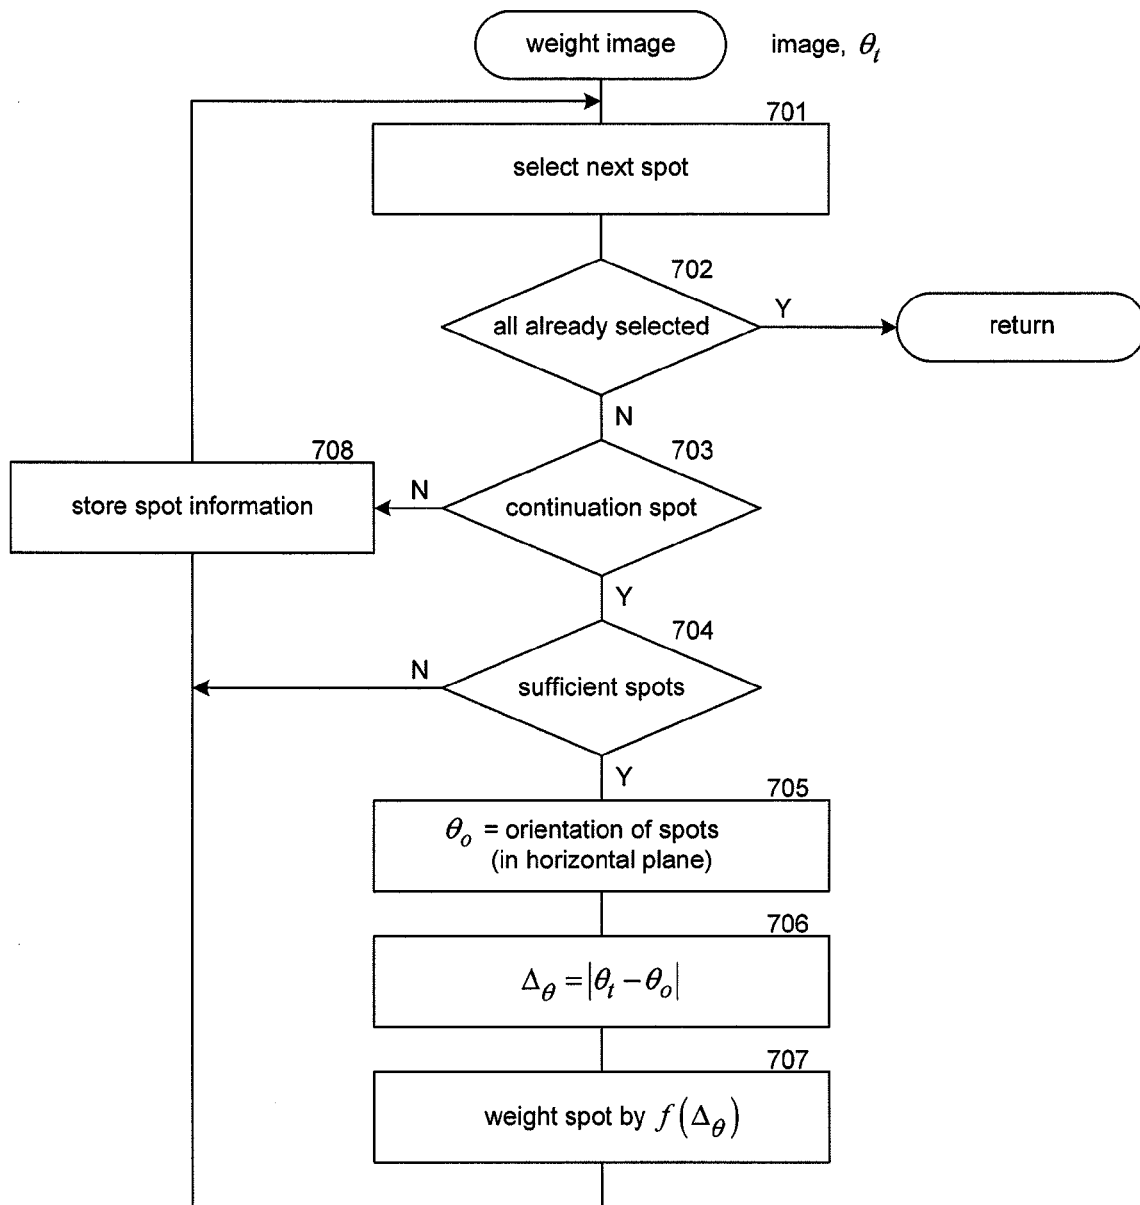 weight image
image, θt
701
select next spot
702
all already selected
Y
return
N
703
continuation spot
N
708
store spot information
Y
704
sufficient spots
N
Y
705
θo = orientation of spots
(in horizontal plane)
706
Δθ = |θt − θo|
707
weight spot by f(Δθ)